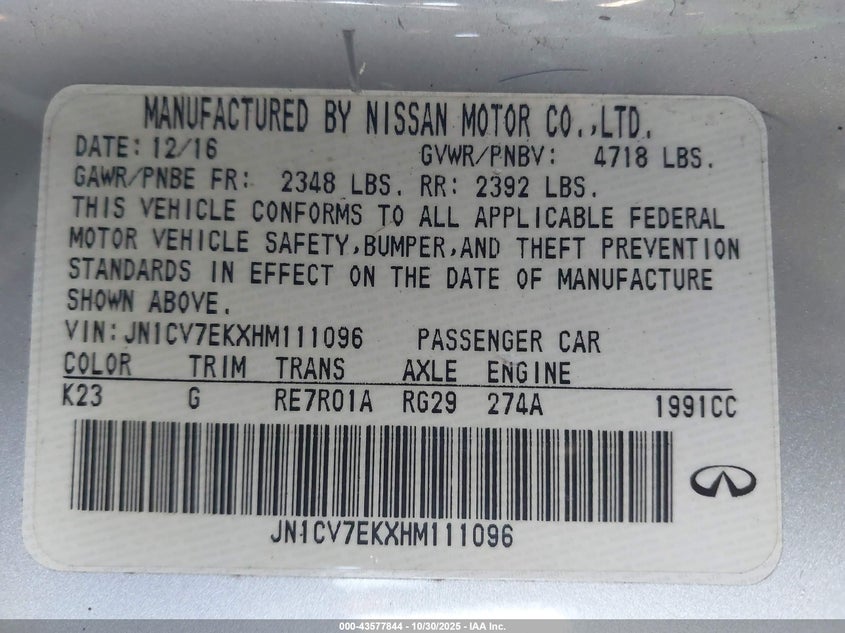 MANUFACTURED BY NISSAN MOTOR CO.,LTD.
DATE: 12/16 GVWR/PNBV: 4718 LBS.
GAWR/PNBE FR: 2348 LBS. RR: 2392 LBS.
THIS VEHICLE CONFORMS TO ALL APPLICABLE FEDERAL
MOTOR VEHICLE SAFETY,BUMPER,AND THEFT PREVENTION
STANDARDS IN EFFECT ON THE DATE OF MANUFACTURE
SHOWN ABOVE.
VIN:JN1CV7EKXHM111096 PASSENGER CAR
COLOR TRIM TRANS AXLE ENGINE
K23 G RE7R01A RG29 274A 1991CC
JN1CV7EKXHM111096
000-43577844 | 10/30/2025 - IAA Inc.